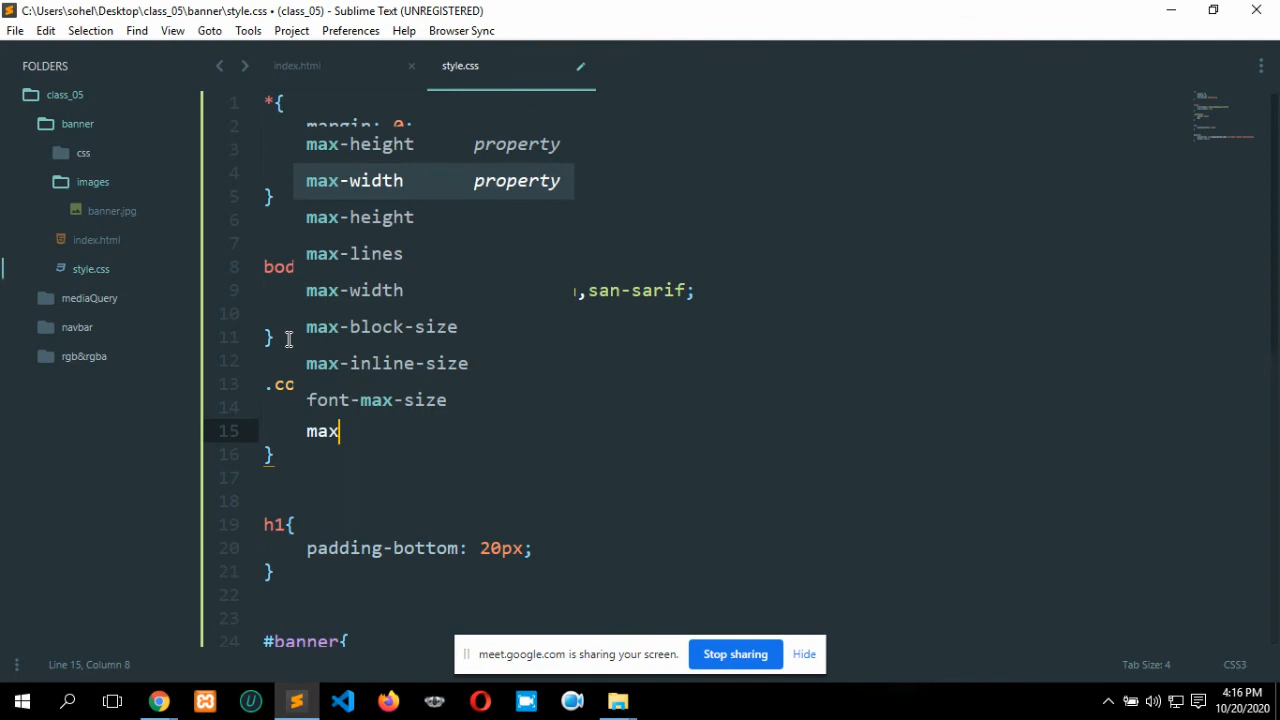 C:\Users\sohel\Desktop\class_05\banner\style.css • (class_05) - Sublime Text (UNREGISTERED)
File Edit Selection Find View Goto Tools Project Preferences Help Browser Sync
FOLDERS
class_05
banner
css
images
banner.jpg
index.html
style.css
mediaQuery
navbar
rgb&rgba
index.html
style.css
1 *{
2 margin: 0;
max-height property
3
4 max-width property
5 }
6 max-height
7 max-lines
8 bod
9 max-width ,san-sarif;
10 max-block-size
11 }
12 max-inline-size
13 .co
14 font-max-size
15 max
16 }
17
18
19 h1{
20 padding-bottom: 20px;
21 }
22
23
24 #banner{
meet.google.com is sharing your screen. Stop sharing Hide
Line 15, Column 8 Tab Size: 4 CSS3
4:16 PM
10/20/2020